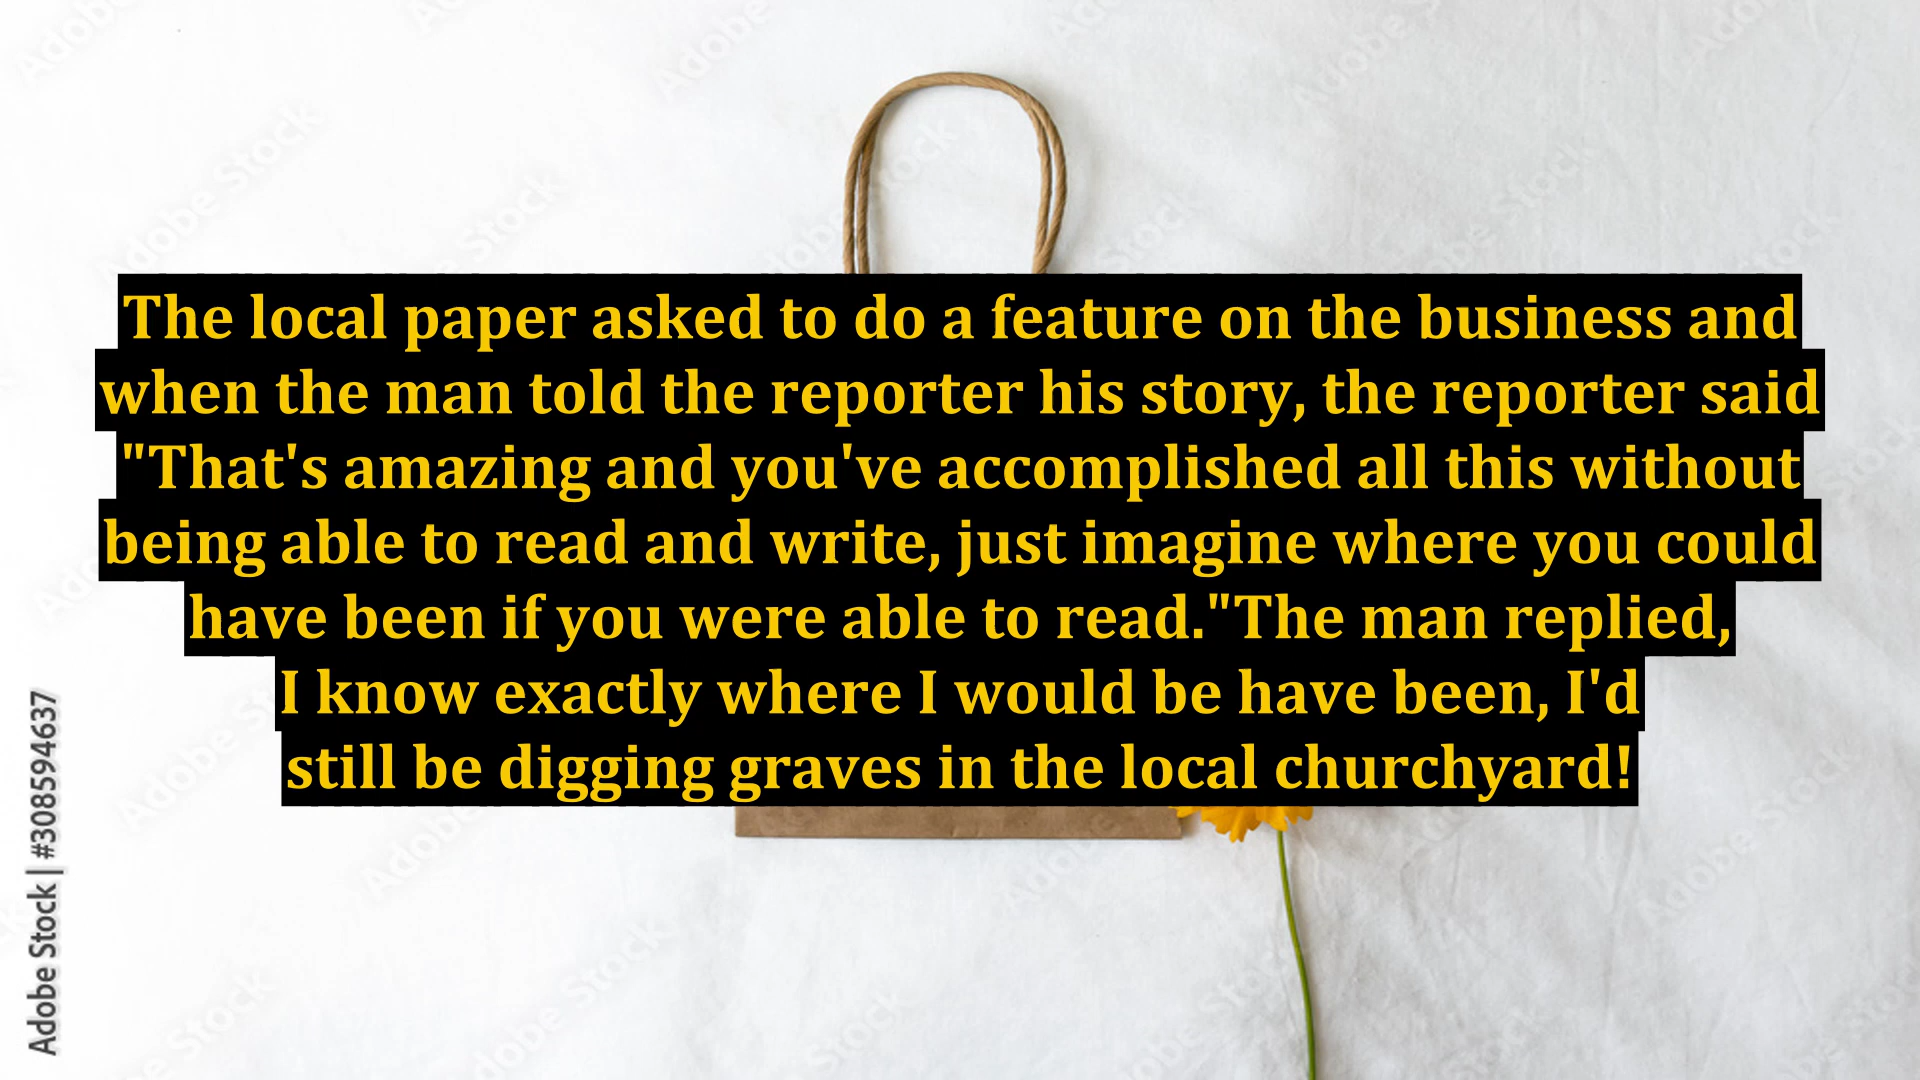 The local paper asked to do a feature on the business and
when the man told the reporter his story, the reporter said
"That's amazing and you've accomplished all this without
being able to read and write, just imagine where you could
have been if you were able to read."The man replied,
I know exactly where I would be have been, I'd
still be digging graves in the local churchyard!
Adobe Stock | #308594637
Adobe Stock